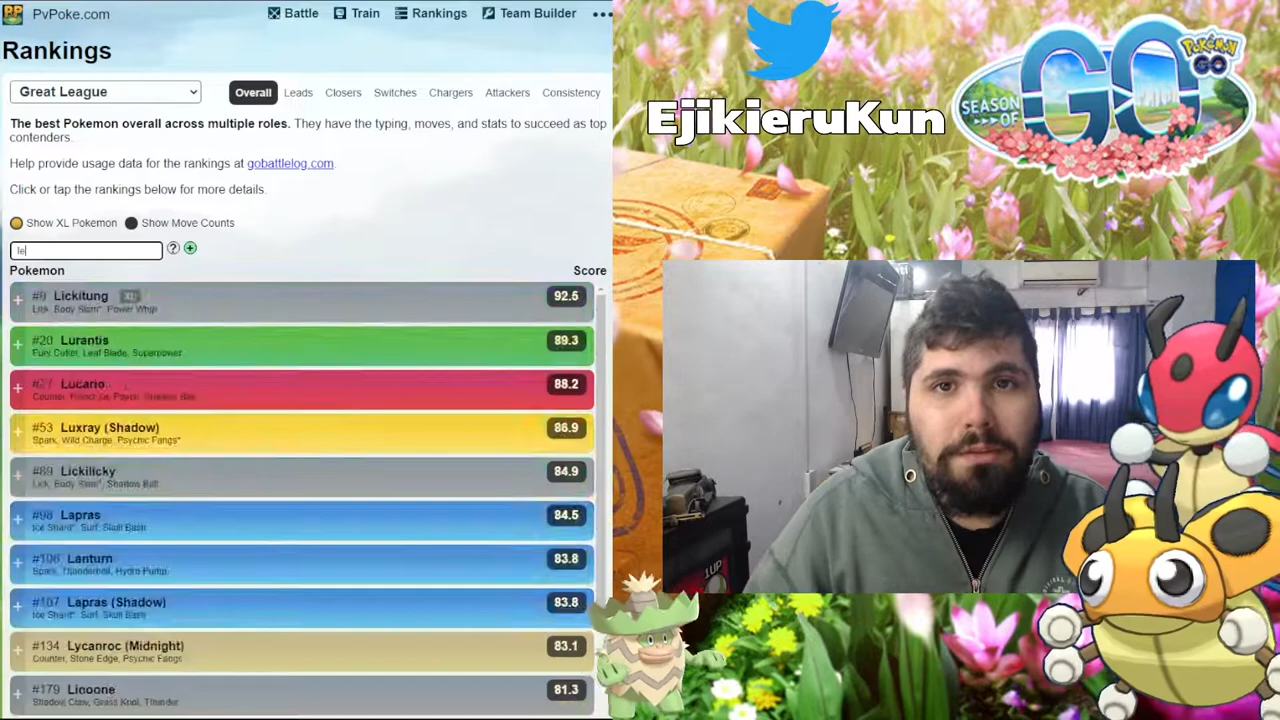 PvPoke.com
Battle
Train
Rankings
Team Builder
Rankings
Great League
Overall
Leads
Closers
Switches
Chargers
Attackers
Consistency
The best Pokemon overall across multiple roles. They have the typing, moves, and stats to succeed as top
contenders.
Help provide usage data for the rankings at gobattlelog.com.
Click or tap the rankings below for more details.
Show XL Pokemon
Show Move Counts
le
?
Pokemon
Score
#9 Lickitung XL 92.5
Lick, Body Slam*, Power Whip
#20 Lurantis 89.3
Fury Cutter, Leaf Blade, Superpower
Lucario 88.2
Counter,
#53 Luxray (Shadow) 86.9
Spark, Wild Charge, Psychic Fangs*
#89 Lickilicky 84.9
Lick, Body Slam*, Shadow Ball
#98 Lapras 84.5
Ice Shard*, Surf, Skull Bash
#106 Lanturn 83.8
Spark, Thunderbolt, Hydro Pump
#107 Lapras (Shadow) 83.8
Ice Shard*, Surf, Skull Bash
#134 Lycanroc (Midnight) 83.1
Counter, Stone Edge, Psychic Fangs
#179 Linoone 81.3
Shadow Claw, Grass Knot, Thunder
EjikieruKun
SEASON
OF
GO
POKÉMON
GO
1UP